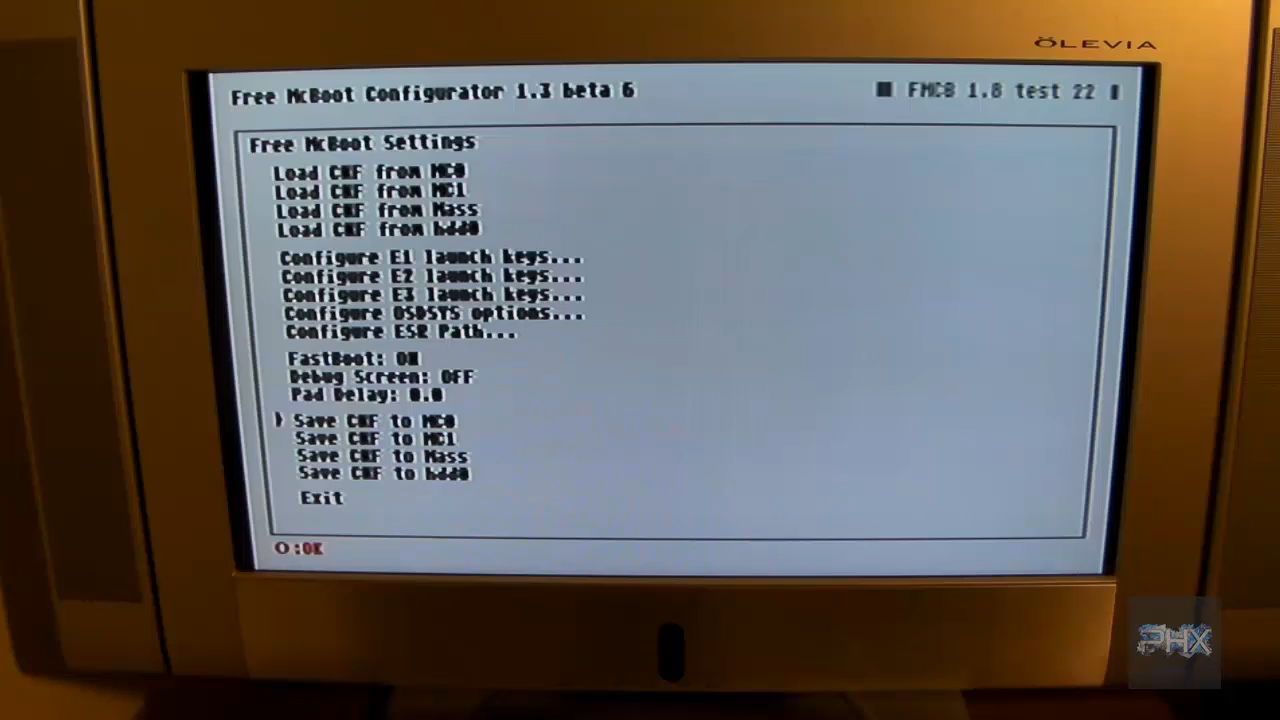 ÖLEVIA
Free McBoot Configurator 1.3 beta 6
FMCB 1.8 test 22
Free McBoot Settings
Load CNF from MC0
Load CNF from MC1
Load CNF from Mass
Load CNF from hdd0
Configure E1 launch keys...
Configure E2 launch keys...
Configure E3 launch keys...
Configure OSDSYS options...
Configure ESR Path...
FastBoot: ON
Debug Screen: OFF
Pad Delay: 0.0
Save CNF to MC0
Save CNF to MC1
Save CNF to Mass
Save CNF to hdd0
Exit
O:OK
PHX